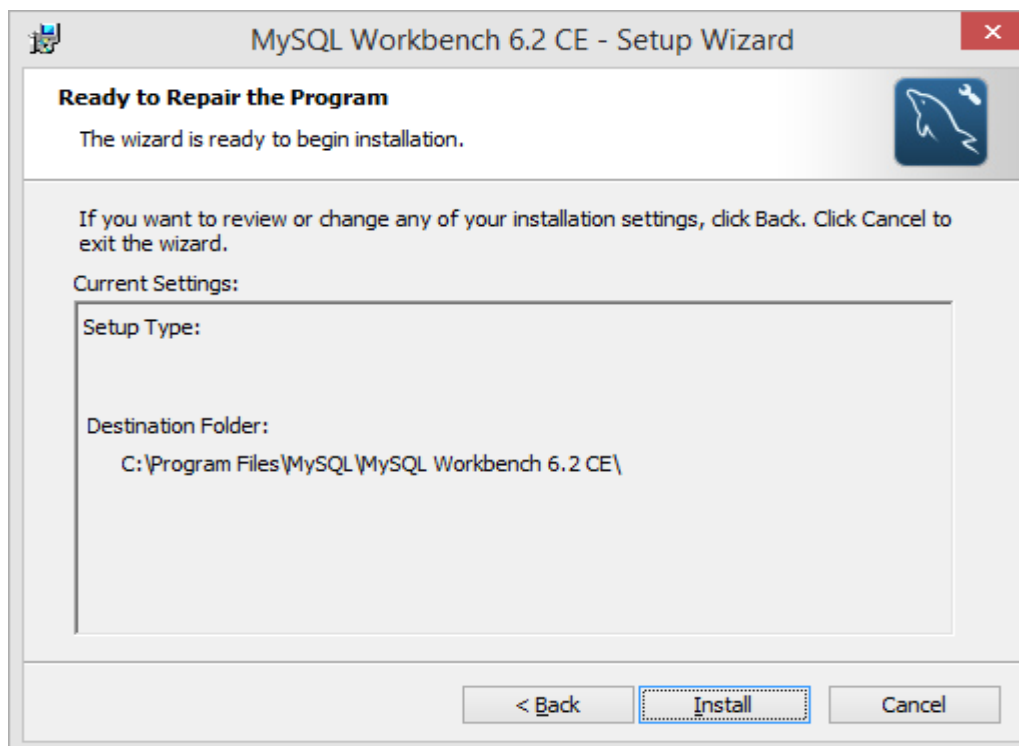 MySQL Workbench 6.2 CE - Setup Wizard
Ready to Repair the Program
The wizard is ready to begin installation.
If you want to review or change any of your installation settings, click Back. Click Cancel to
exit the wizard.
Current Settings:
Setup Type:
Destination Folder:
C:\Program Files\MySQL\MySQL Workbench 6.2 CE\
< Back
Install
Cancel